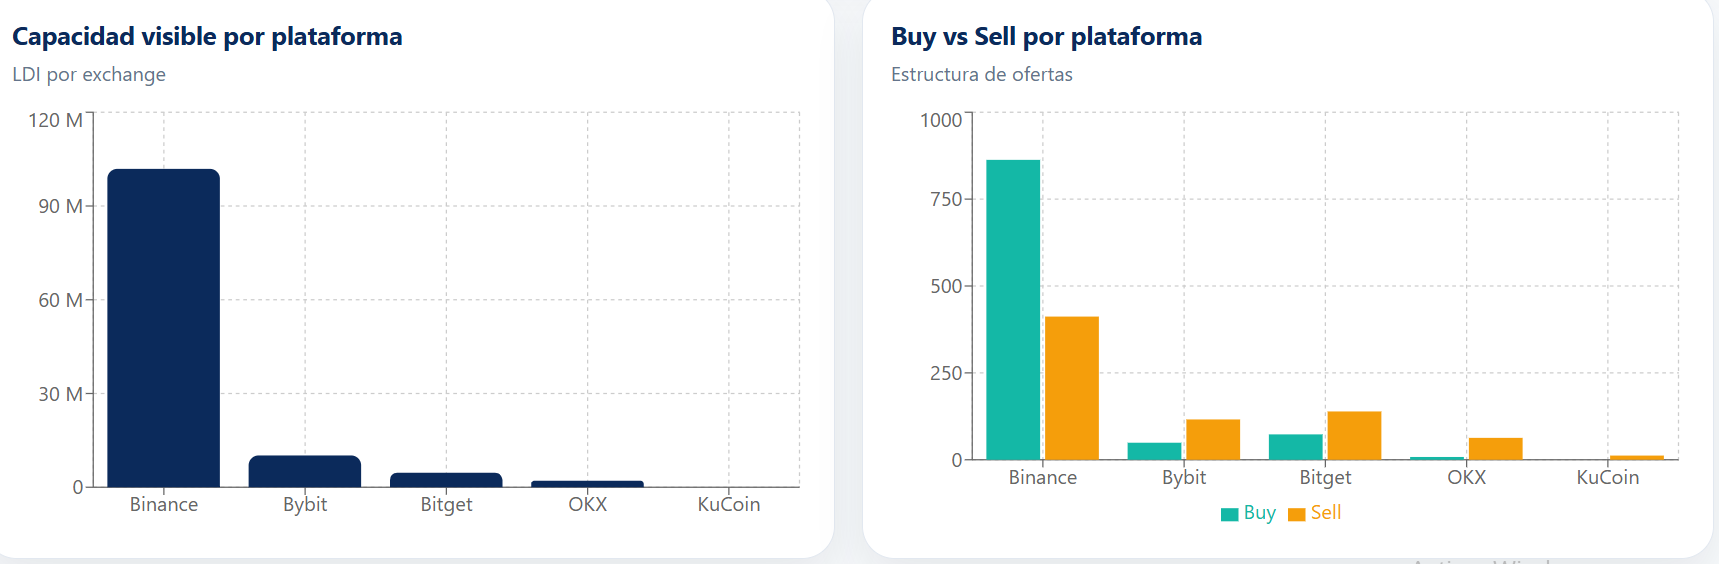 Capacidad visible por plataforma
LDI por exchange
120 M
90 M
60 M
30 M
0
Binance Bybit Bitget OKX KuCoin
Buy vs Sell por plataforma
Estructura de ofertas
1000
750
500
250
0
Binance Bybit Bitget OKX KuCoin
Buy Sell